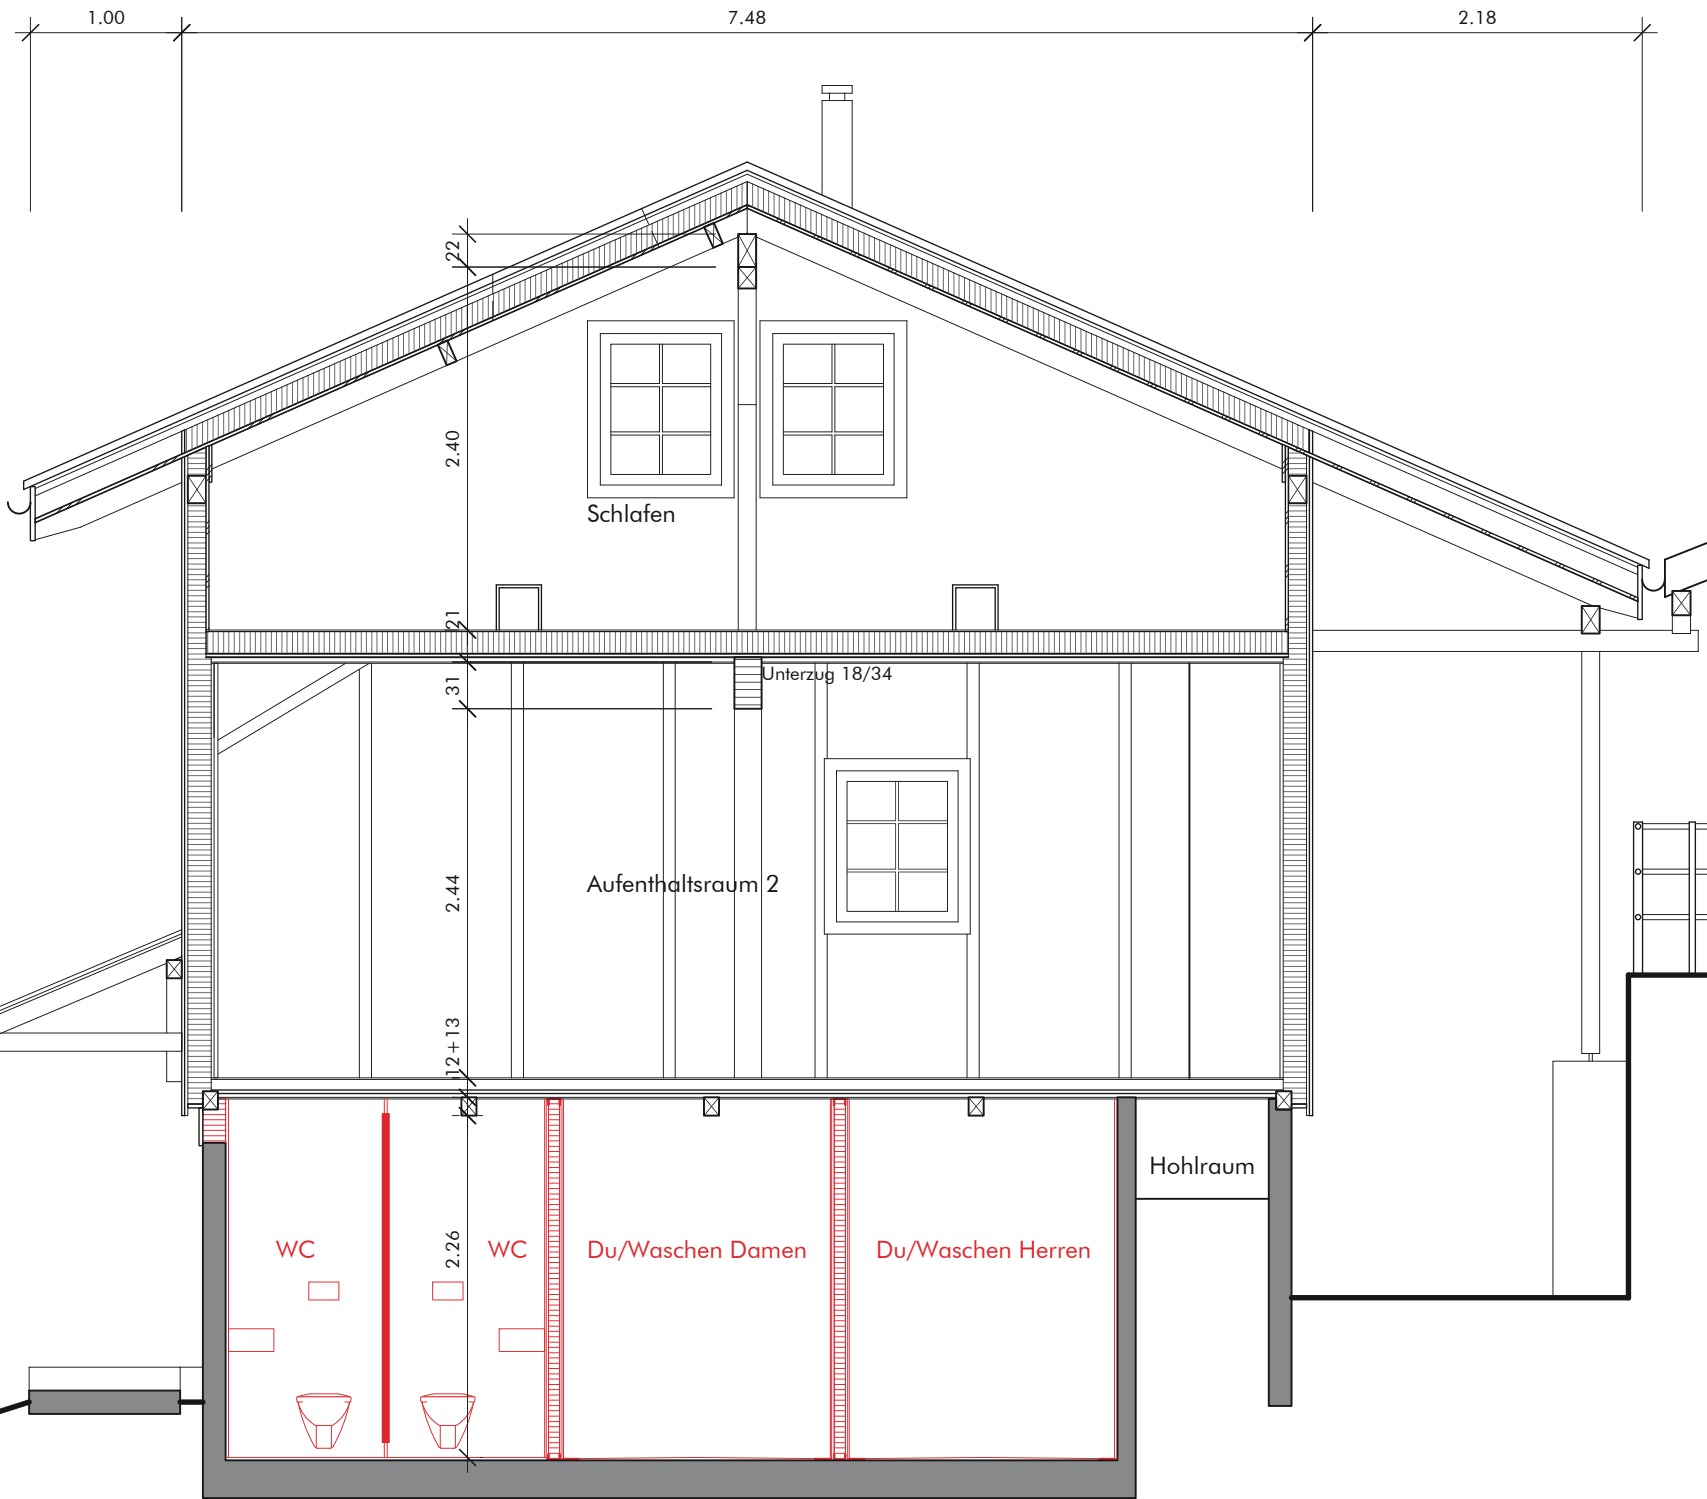 1.00 7.48 2.18
22
2.40
Schlafen
21
31
Unterzug 18/34
2.44
Aufenthaltsraum 2
12+13
Hohlraum
2.26
WC WC Du/Waschen Damen Du/Waschen Herren